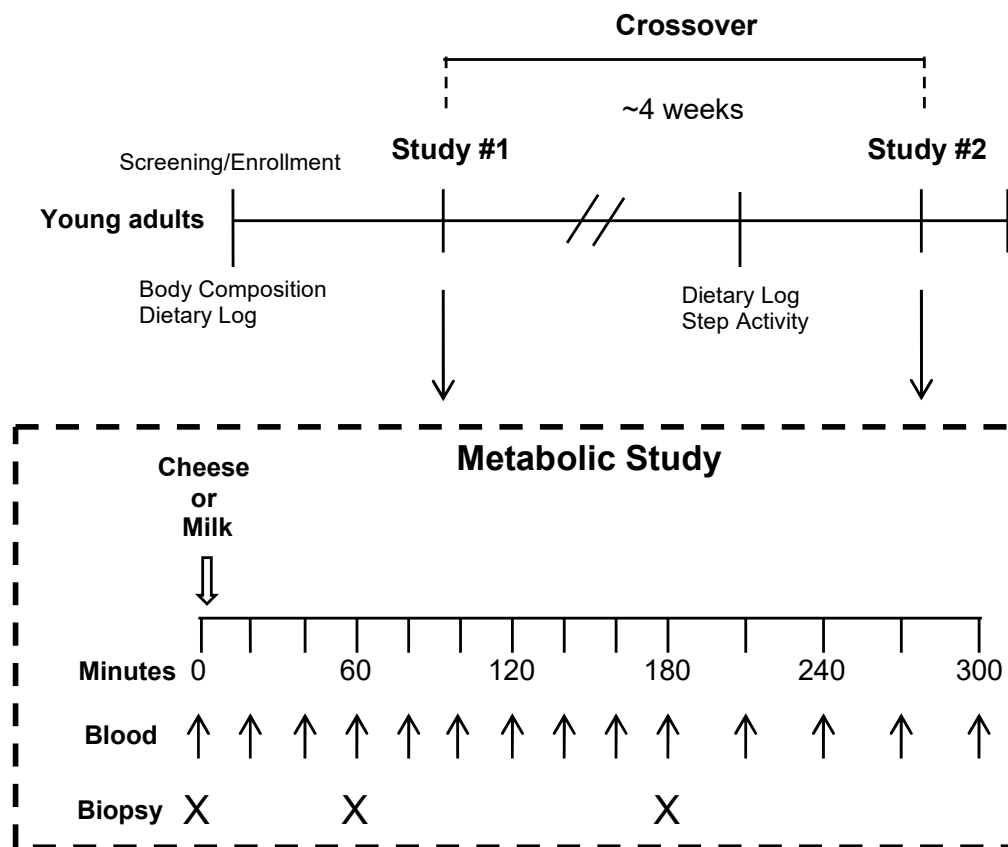 Crossover
~4 weeks
Study #1
Study #2
Screening/Enrollment
Young adults
Body Composition
Dietary Log
Dietary Log
Step Activity
Metabolic Study
Cheese
or
Milk
Minutes 0 60 120 180 240 300
Blood
Biopsy X X X